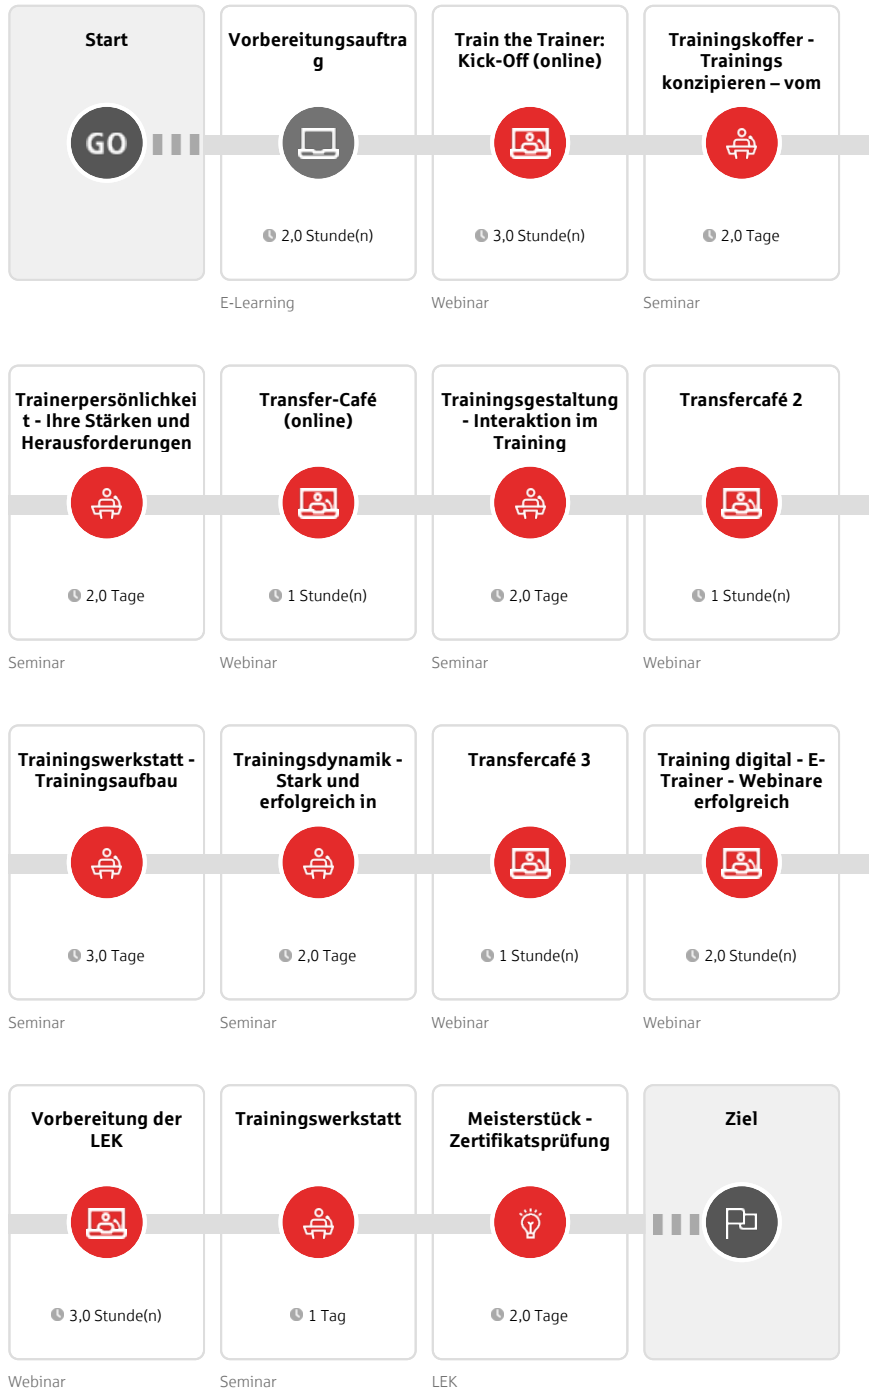 Start
GO
Vorbereitungsauftra
g
2,0 Stunde(n)
E-Learning
Train the Trainer:
Kick-Off (online)
3,0 Stunde(n)
Webinar
Trainingskoffer -
Trainings
konzipieren – vom
2,0 Tage
Seminar
Trainerpersönlichkei
t - Ihre Stärken und
Herausforderungen
2,0 Tage
Seminar
Transfer-Café
(online)
1 Stunde(n)
Webinar
Trainingsgestaltung
- Interaktion im
Training
2,0 Tage
Seminar
Transfercafé 2
1 Stunde(n)
Webinar
Trainingswerkstatt -
Trainingsaufbau
3,0 Tage
Seminar
Trainingsdynamik -
Stark und
erfolgreich in
2,0 Tage
Seminar
Transfercafé 3
1 Stunde(n)
Webinar
Training digital - E-
Trainer - Webinare
erfolgreich
2,0 Stunde(n)
Webinar
Vorbereitung der
LEK
3,0 Stunde(n)
Webinar
Trainingswerkstatt
1 Tag
Seminar
Meisterstück -
Zertifikatsprüfung
2,0 Tage
LEK
Ziel